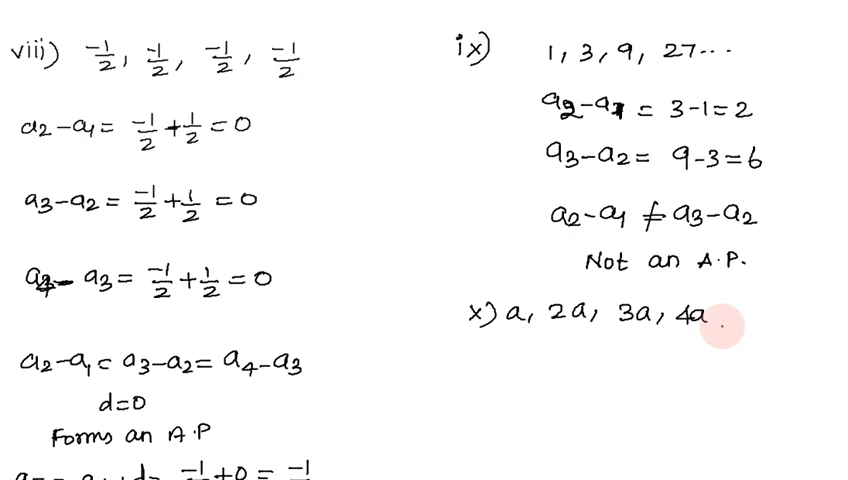 viii) -1/2, -1/2, -1/2, -1/2
a2-a1= -1/2+1/2=0
a3-a2= -1/2+1/2=0
a4-a3= -1/2+1/2=0
a2-a1=a3-a2=a4-a3
d=0
Forms an A.P
ix) 1, 3, 9, 27...
a2-a1= 3-1=2
a3-a2= 9-3=6
a2-a1≠a3-a2
Not an A.P.
x) a, 2a, 3a, 4a .